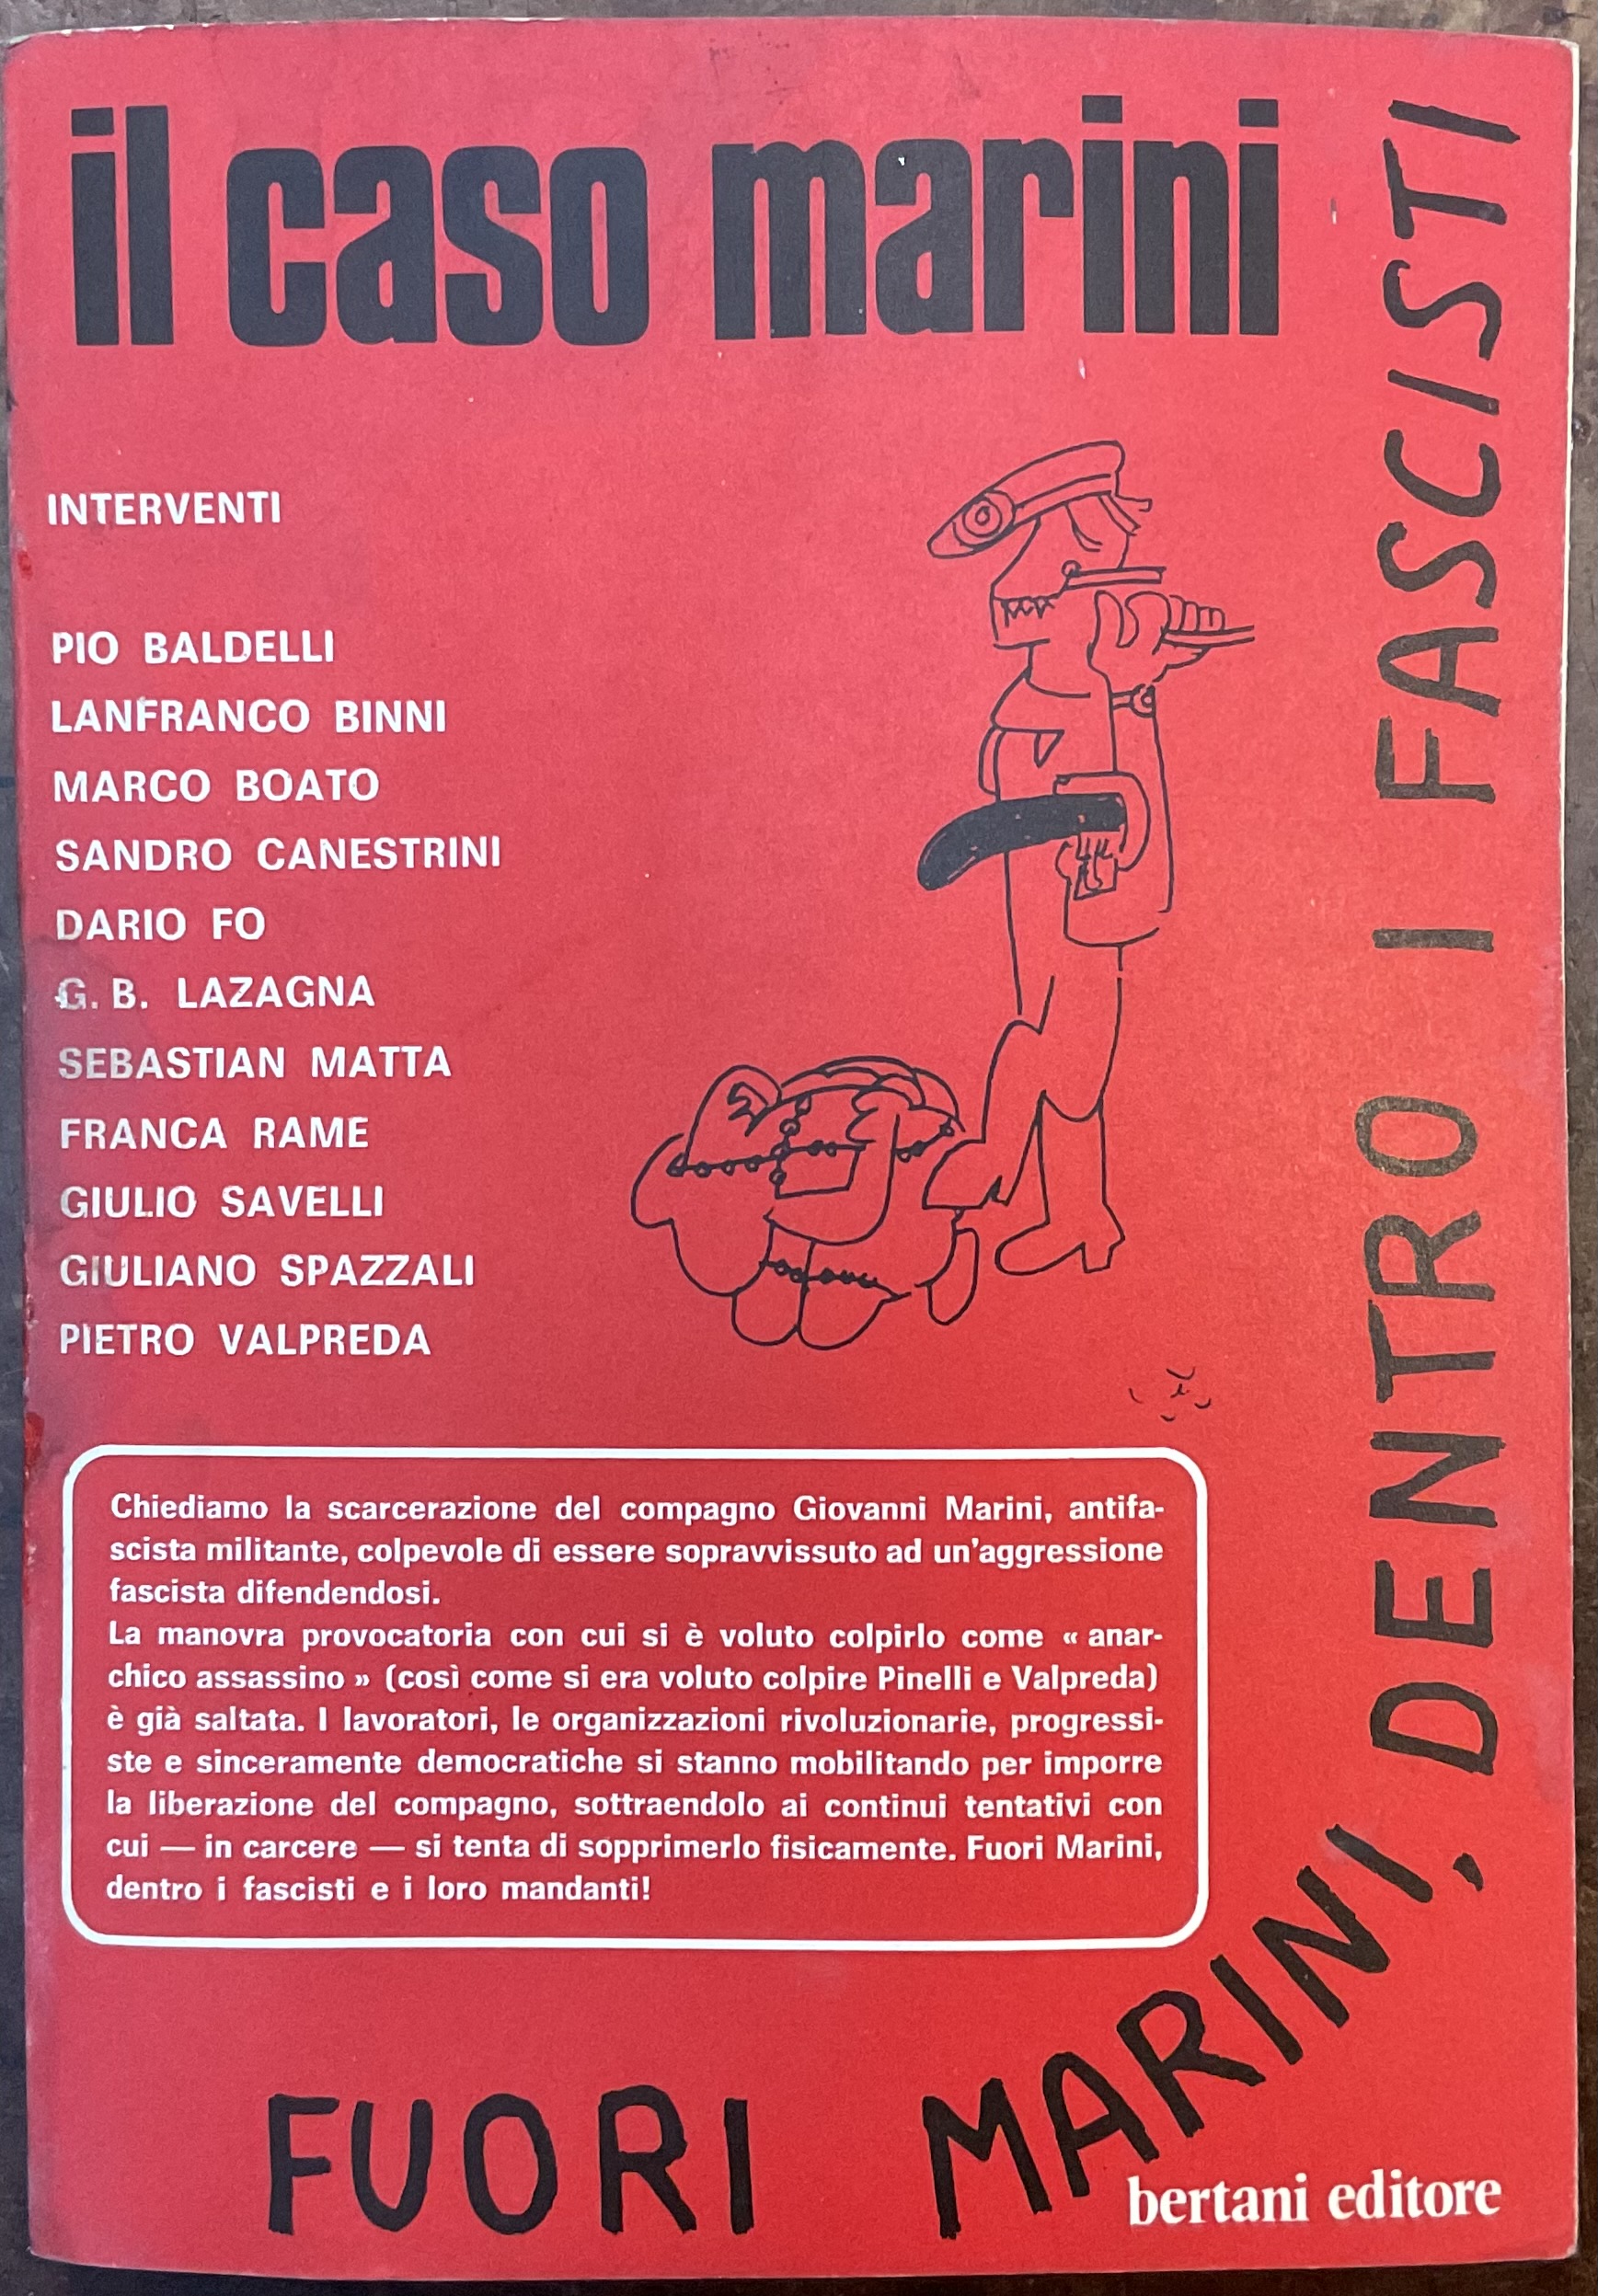 il caso marini
INTERVENTI
PIO BALDELLI
LANFRANCO BINNI
MARCO BOATO
SANDRO CANESTRINI
DARIO FO
G. B. LAZAGNA
SEBASTIAN MATTA
FRANCA RAME
GIULIO SAVELLI
GIULIANO SPAZZALI
PIETRO VALPREDA
Chiediamo la scarcerazione del compagno Giovanni Marini, antifa-
scista militante, colpevole di essere sopravvissuto ad un'aggressione
fascista difendendosi.
La manovra provocatoria con cui si è voluto colpirlo come « anar-
chico assassino » (così come si era voluto colpire Pinelli e Valpreda)
è già saltata. I lavoratori, le organizzazioni rivoluzionarie, progressi-
ste e sinceramente democratiche si stanno mobilitando per imporre
la liberazione del compagno, sottraendolo ai continui tentativi con
cui — in carcere — si tenta di sopprimerlo fisicamente. Fuori Marini,
dentro i fascisti e i loro mandanti!
FUORI MARINI, DENTRO I FASCISTI
bertani editore